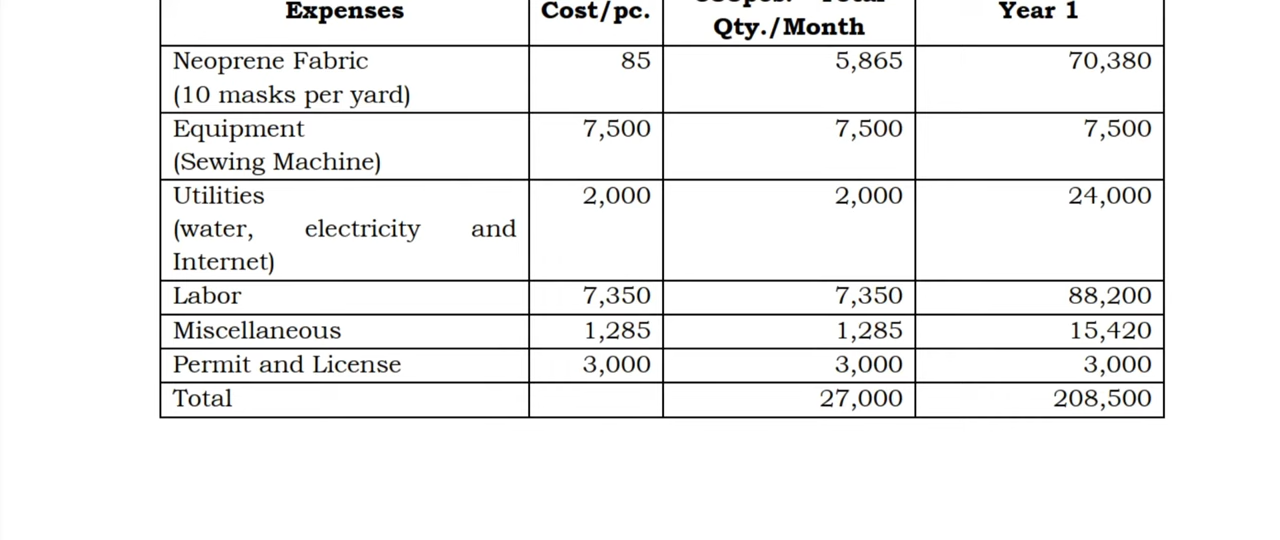 Expenses Cost/pc. Qty./Month Year 1
Neoprene Fabric 85 5,865 70,380
(10 masks per yard)
Equipment 7,500 7,500 7,500
(Sewing Machine)
Utilities 2,000 2,000 24,000
(water, electricity and
Internet)
Labor 7,350 7,350 88,200
Miscellaneous 1,285 1,285 15,420
Permit and License 3,000 3,000 3,000
Total 27,000 208,500